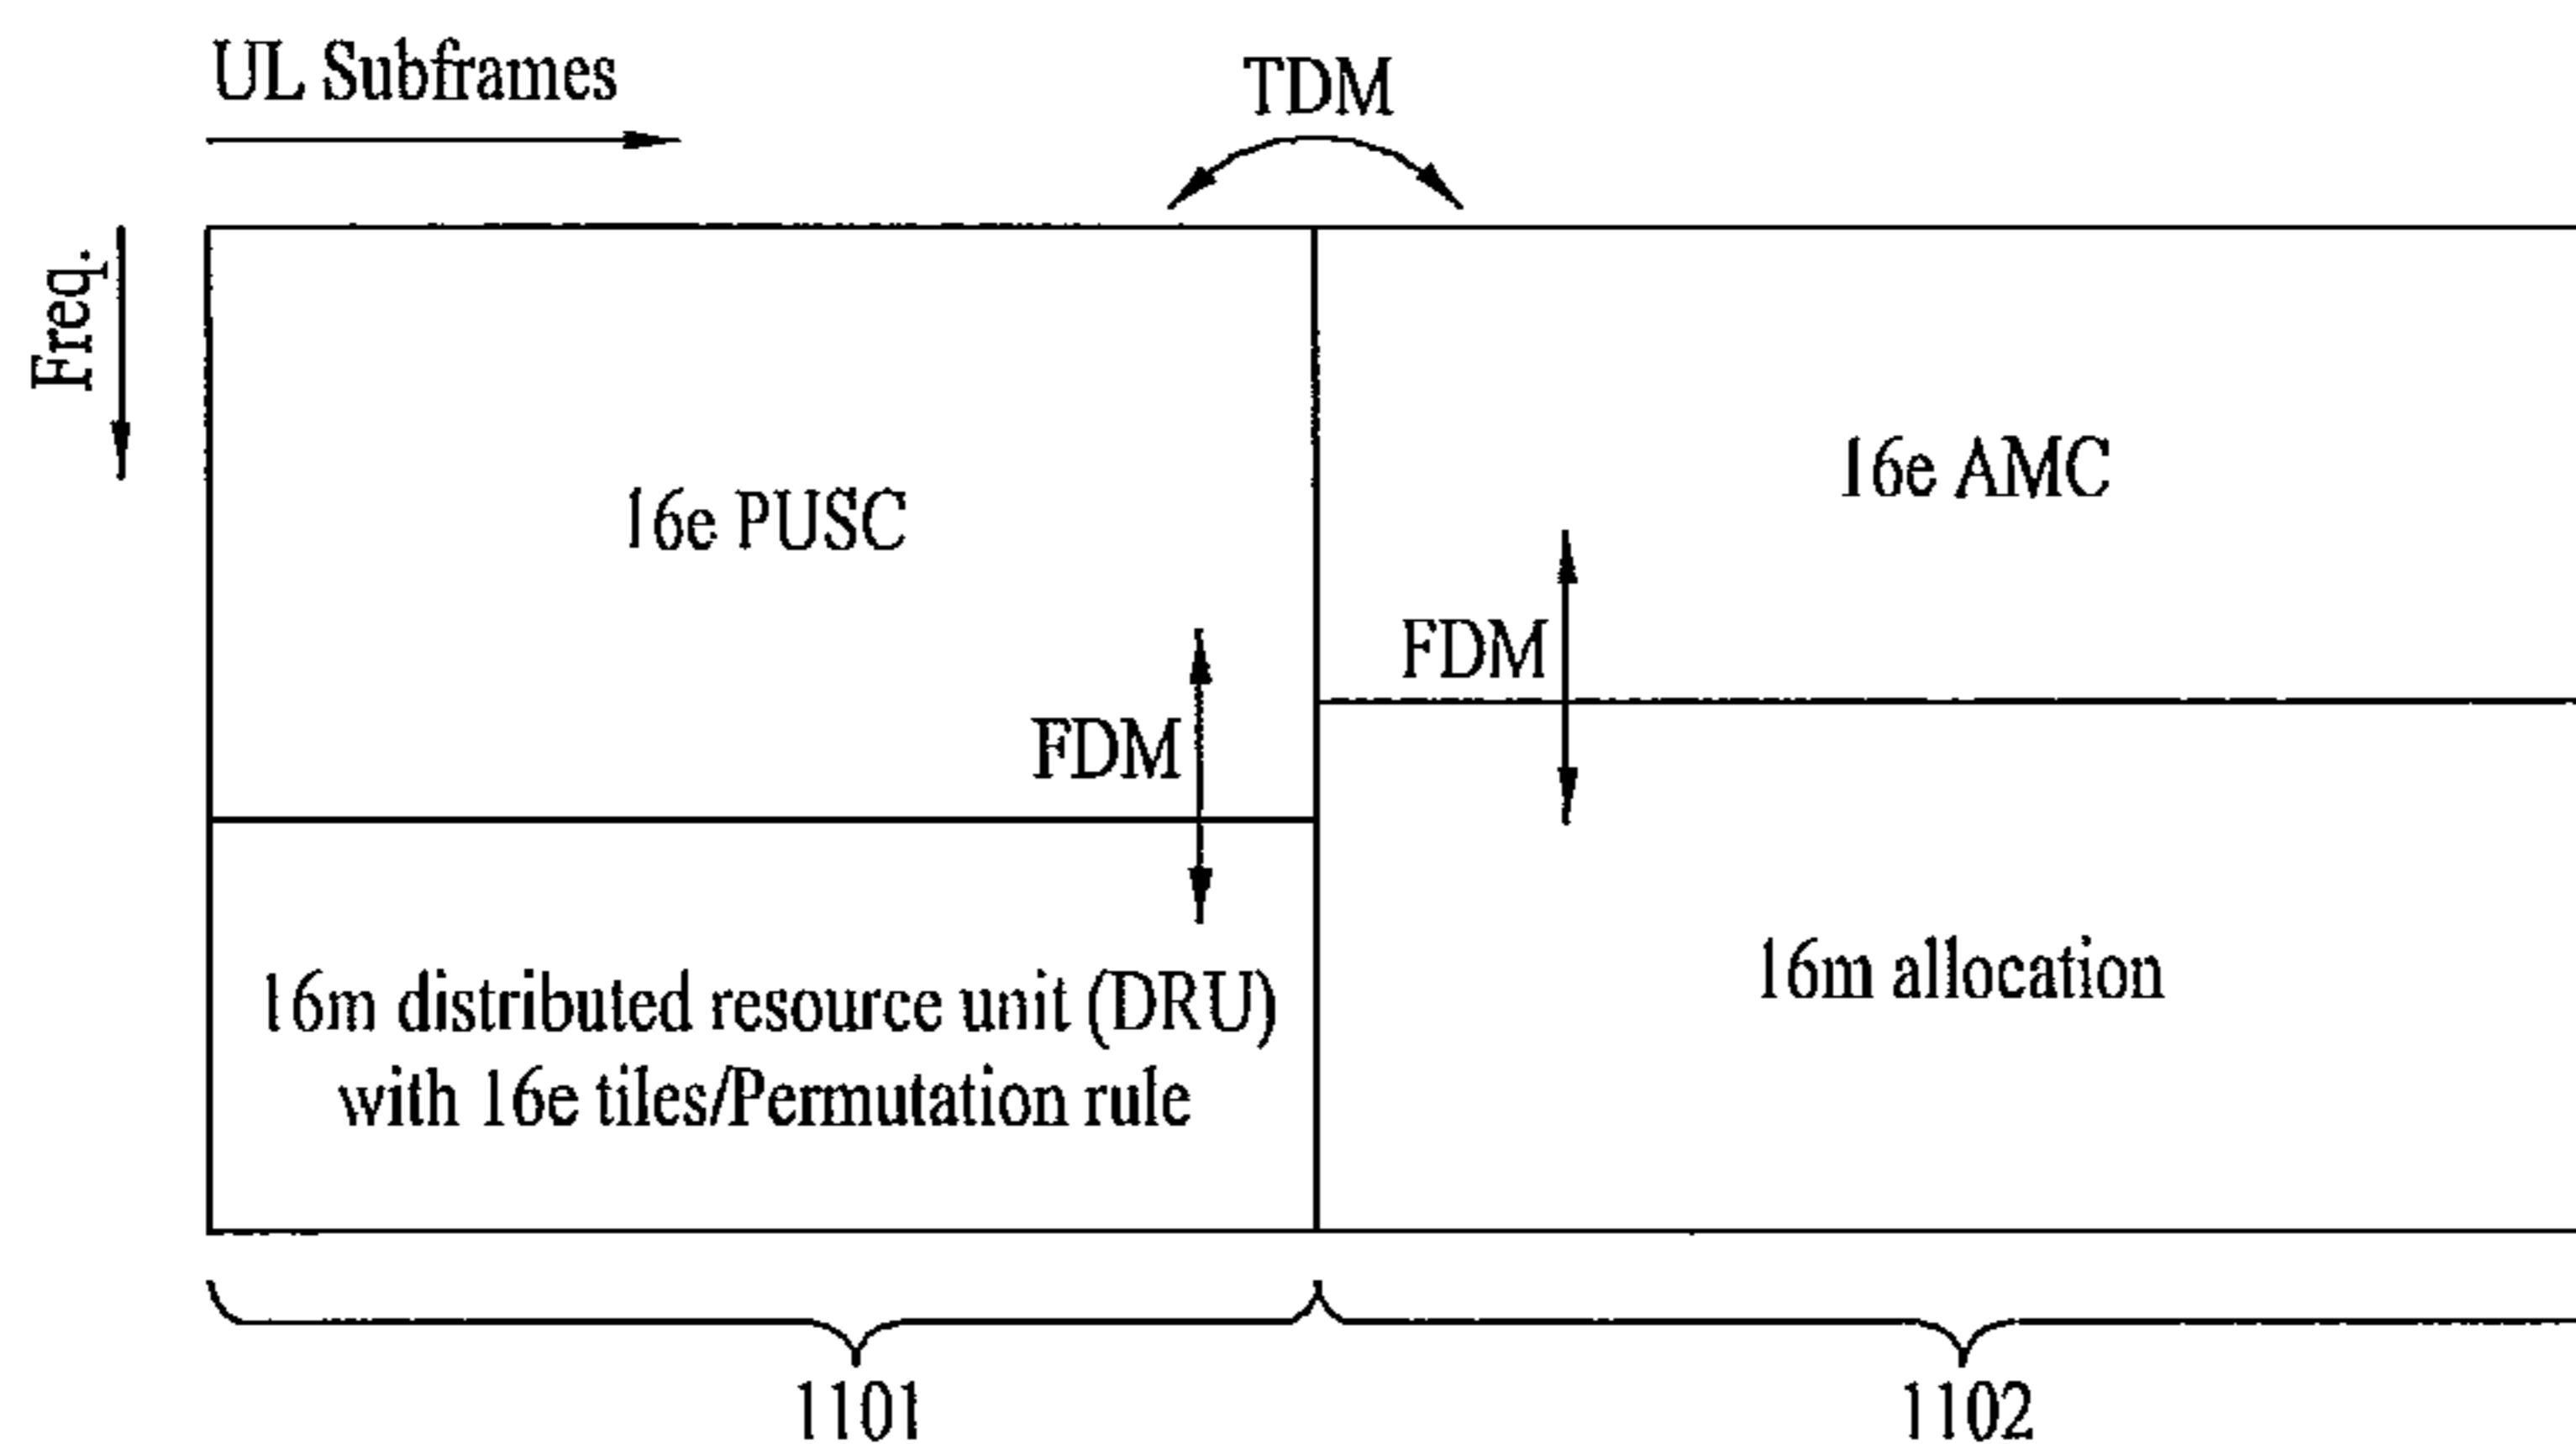 UL Subframes
TDM
Freq.
16e PUSC
16e AMC
FDM
FDM
16m distributed resource unit (DRU)
with 16e tiles/Permutation rule
16m allocation
1101
1102